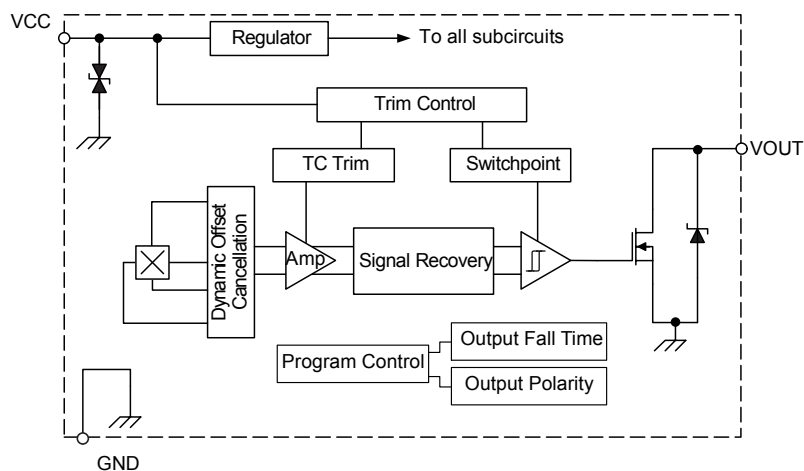 VCC
Regulator
To all subcircuits
Trim Control
TC Trim
Switchpoint
VOUT
Dynamic Offset
Cancellation
Amp
Signal Recovery
Program Control
Output Fall Time
Output Polarity
GND